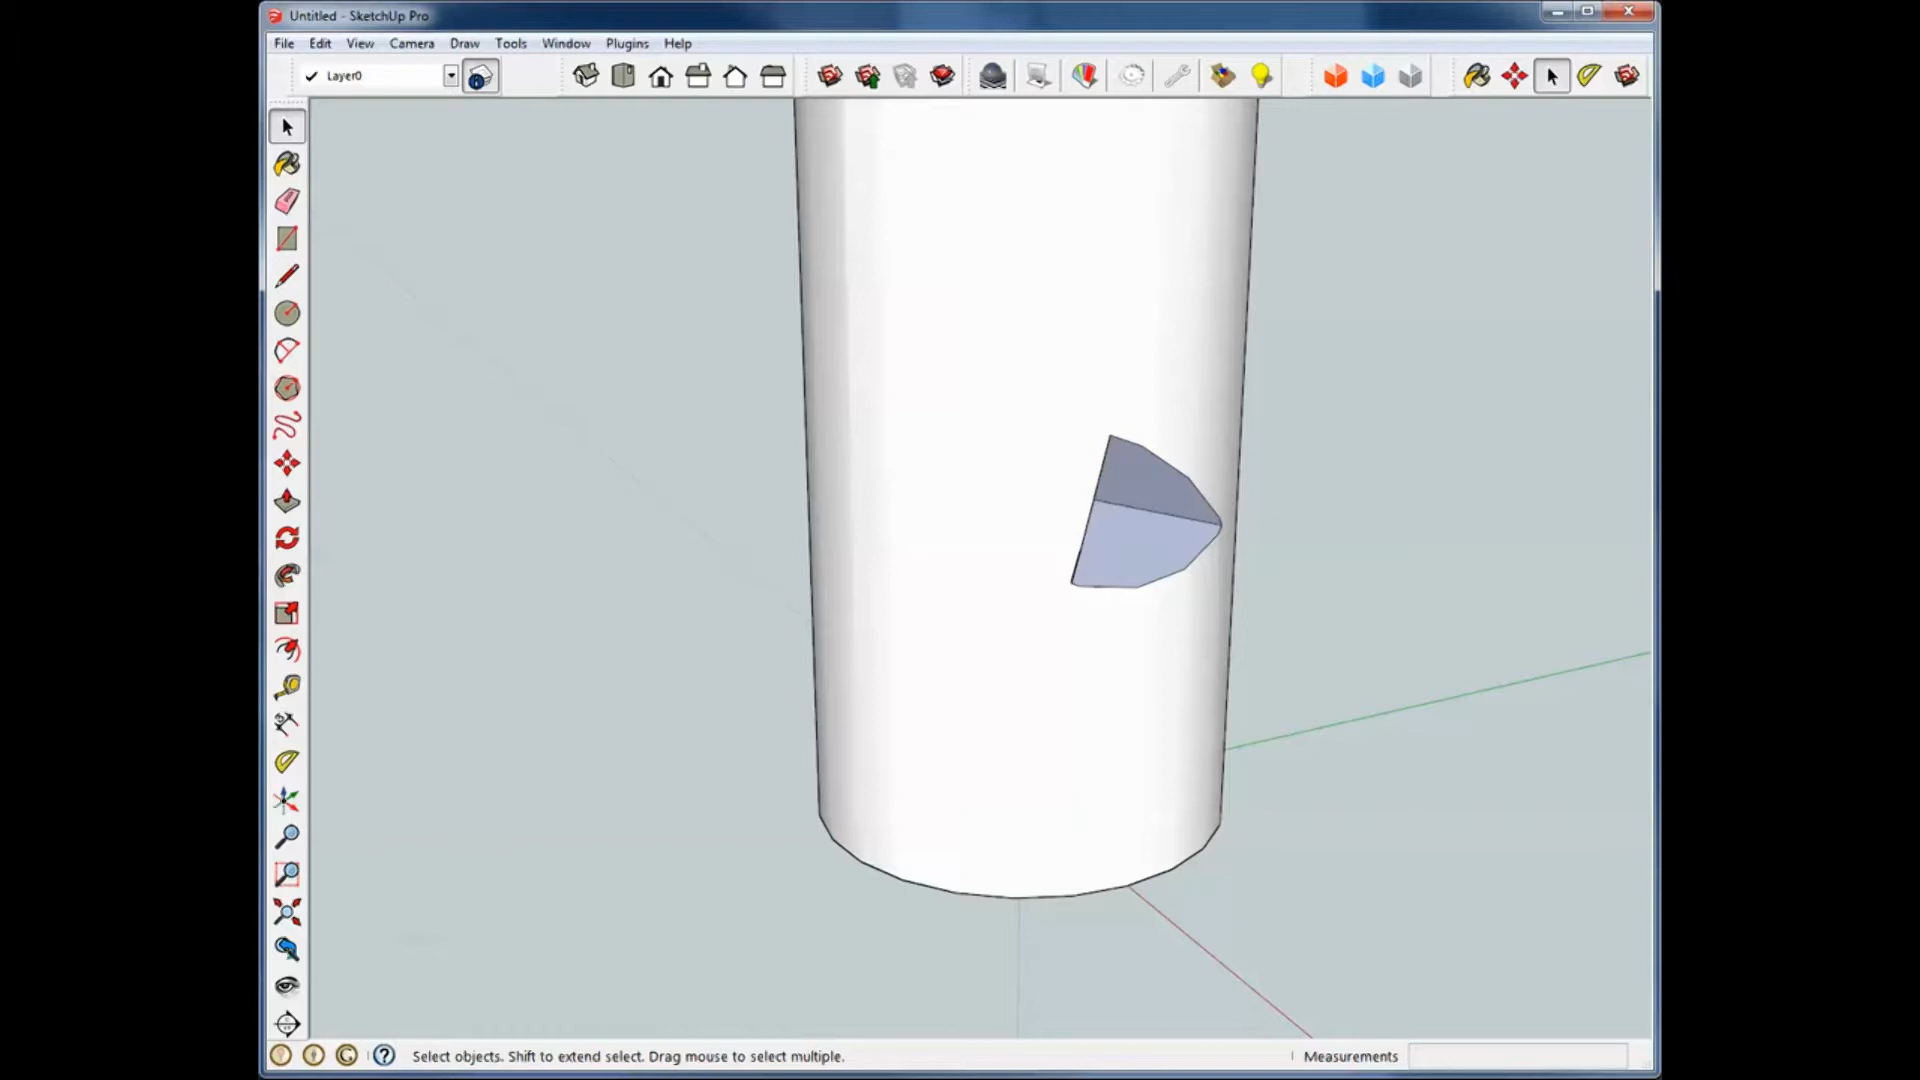 Untitled - SketchUp Pro
File Edit View Camera Draw Tools Window Plugins Help
Layer0
Select objects. Shift to extend select. Drag mouse to select multiple.
Measurements